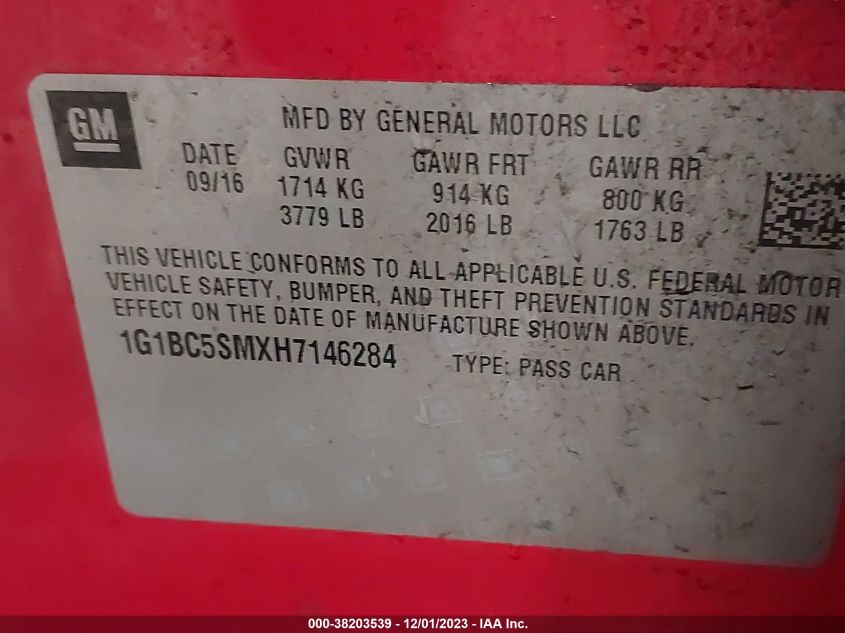 GM
MFD BY GENERAL MOTORS LLC
DATE GVWR GAWR FRT GAWR RR
09/16 1714 KG 914 KG 800 KG
3779 LB 2016 LB 1763 LB
THIS VEHICLE CONFORMS TO ALL APPLICABLE U.S. FEDERAL MOTOR
VEHICLE SAFETY, BUMPER, AND THEFT PREVENTION STANDARDS IN
EFFECT ON THE DATE OF MANUFACTURE SHOWN ABOVE.
1G1BC5SMXH7146284 TYPE: PASS CAR
000-38203539 - 12/01/2023 - IAA Inc.